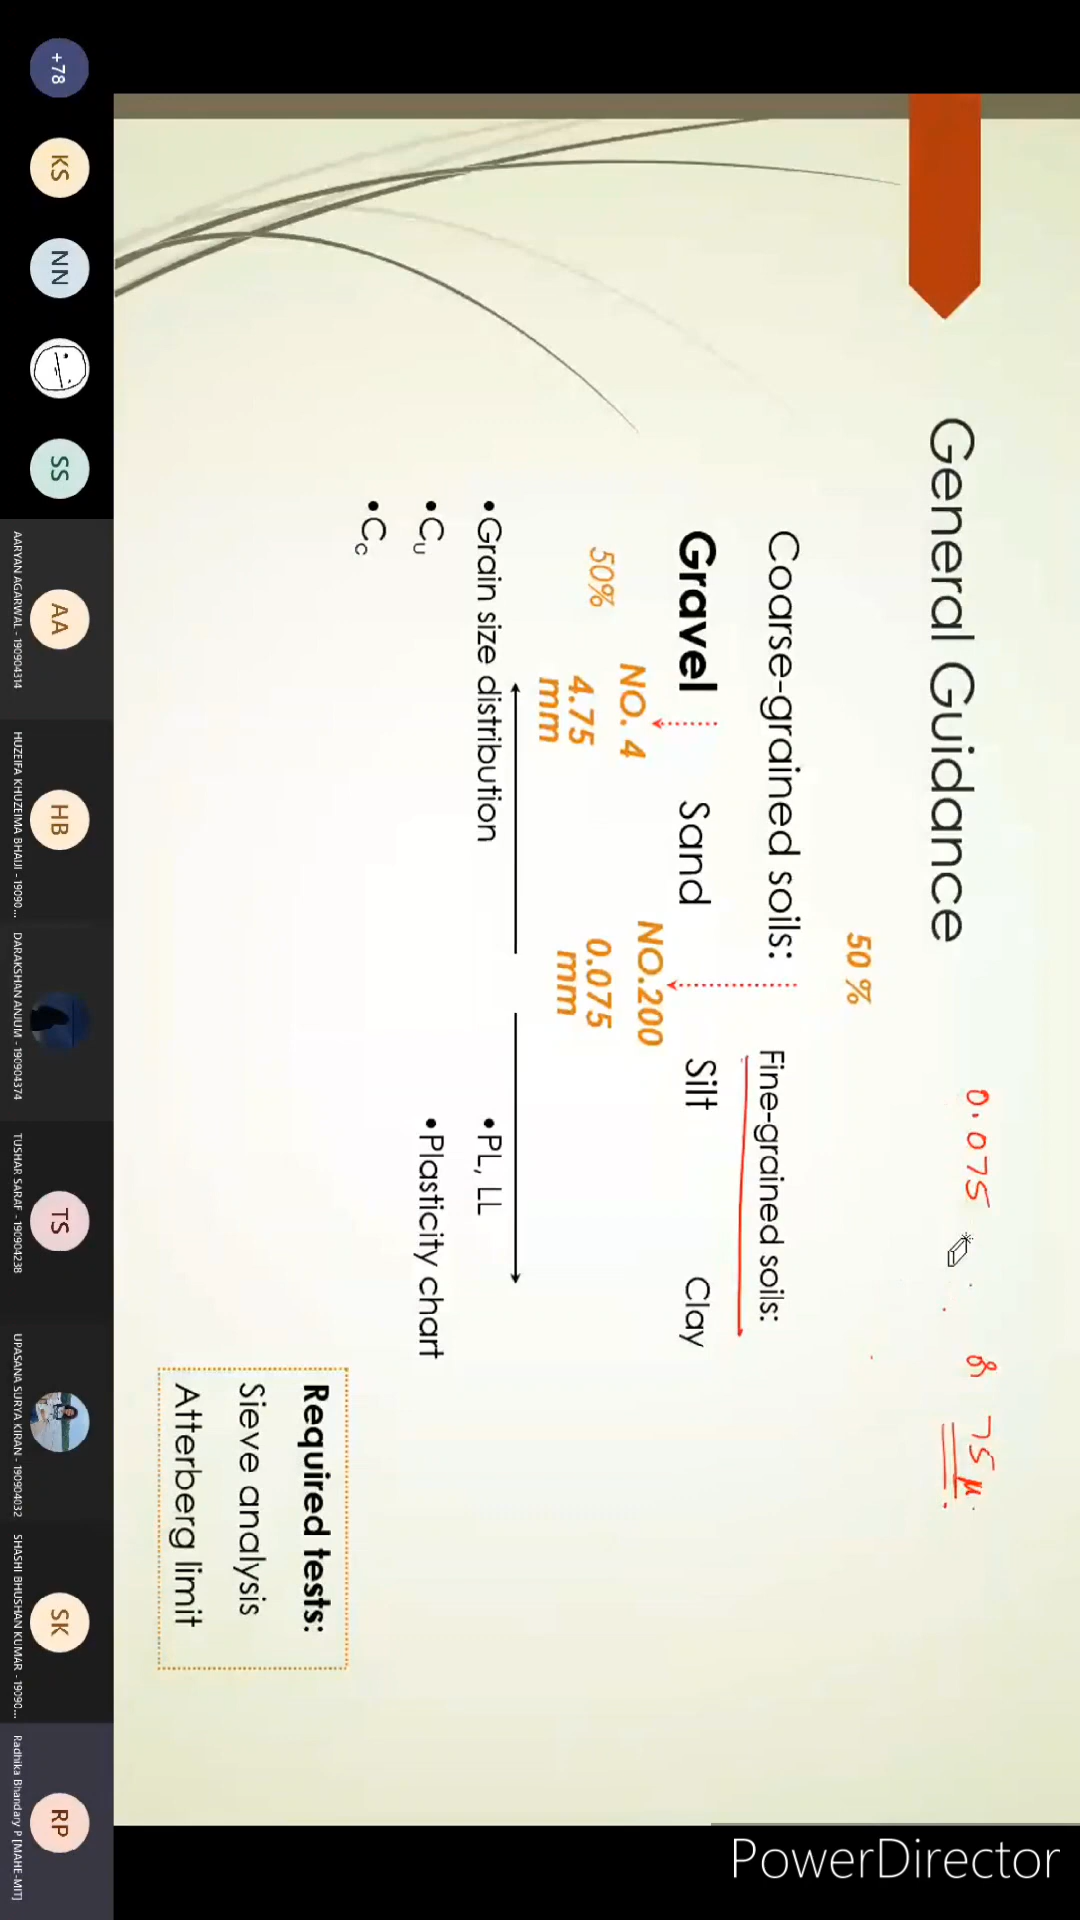 General Guidance
0.075 & 75 μ.
50 %
Coarse-grained soils:
Fine-grained soils:
Gravel
Sand
Silt
Clay
NO. 4
4.75
mm
NO.200
0.075
mm
50%
•Grain size distribution
•Cu
•Cc
•PL, LL
•Plasticity chart
Required tests:
Sieve analysis
Atterberg limit
+78
KS
NN
SS
AA
AARYAN AGARWAL - 190904314
HB
HUZEIFA KHUZEIMA BHAIJI - 19090...
DARAKSHAN ANJUM - 190904374
TS
TUSHAR SARAF - 190904238
UPASANA SURYA KIRAN - 190904032
SK
SHASHI BHUSHAN KUMAR - 19090...
RP
Radhika Bhandary P [MAHE-MIT]
PowerDirector